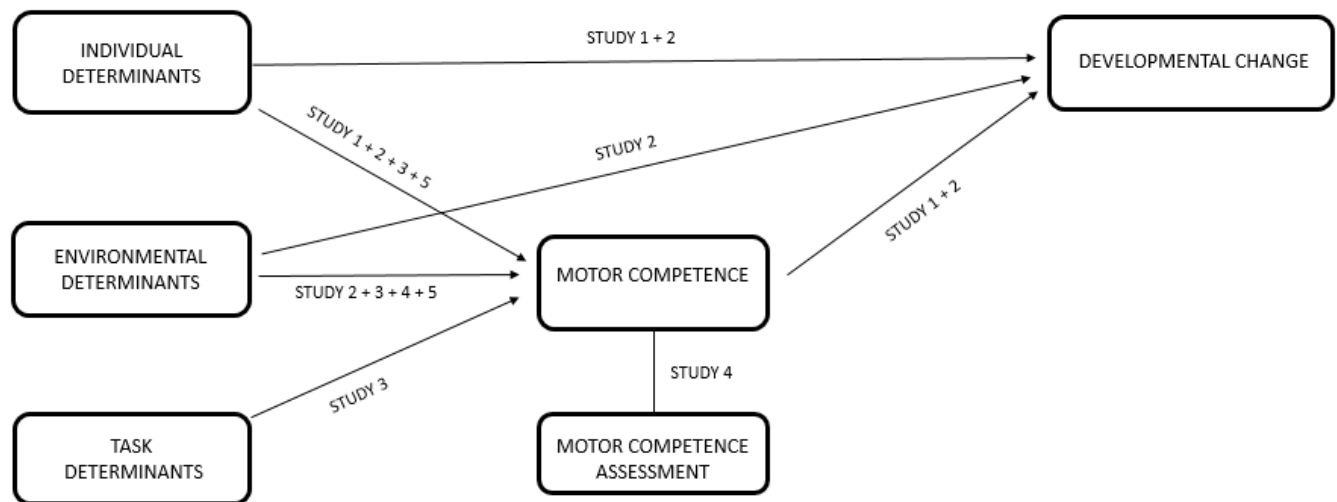 INDIVIDUAL
DETERMINANTS
STUDY 1 + 2
DEVELOPMENTAL CHANGE
STUDY 1 + 2 + 3 + 5
STUDY 2
STUDY 1 + 2
ENVIRONMENTAL
DETERMINANTS
STUDY 2 + 3 + 4 + 5
MOTOR COMPETENCE
STUDY 3
STUDY 4
TASK
DETERMINANTS
MOTOR COMPETENCE
ASSESSMENT